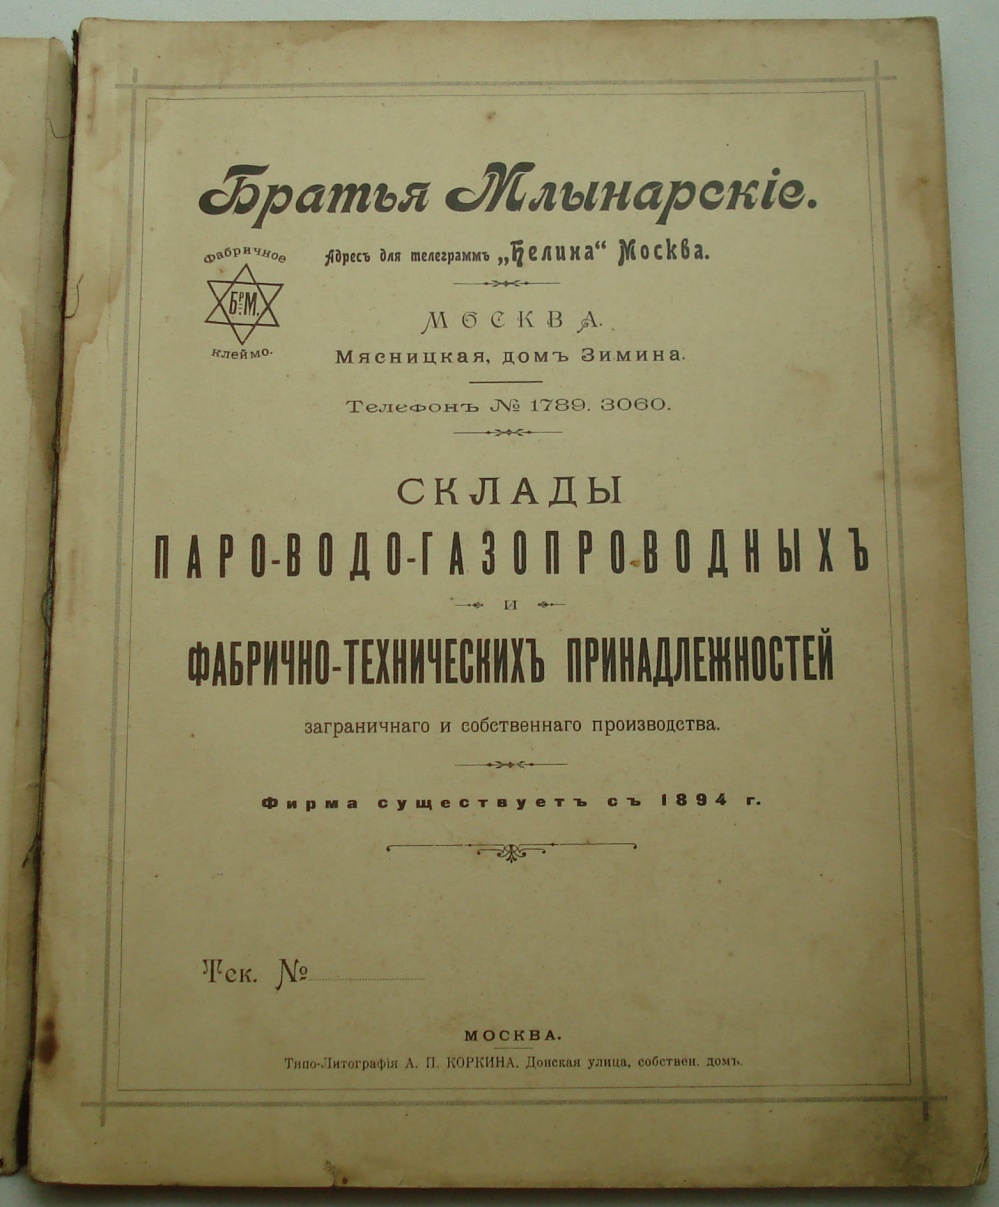 Братья Млынарскіе.
Фабричное
Бр. М.
клеймо.
Адресъ для телеграммъ „Гелиха“ Москва.
МОСКВА.
Мясницкая, домъ Зимина.
Телефонъ № 1789. 3060.
СКЛАДЫ
ПАРО-ВОДО-ГАЗОПРОВОДНЫХЪ
И
ФАБРИЧНО-ТЕХНИЧЕСКИХЪ ПРИНАДЛЕЖНОСТЕЙ
заграничнаго и собственнаго производства.
Фирма существуетъ съ 1894 г.
Тек. №
МОСКВА.
Типо-Литографія А. П. КОРКИНА, Донская улица, собствен. домъ.